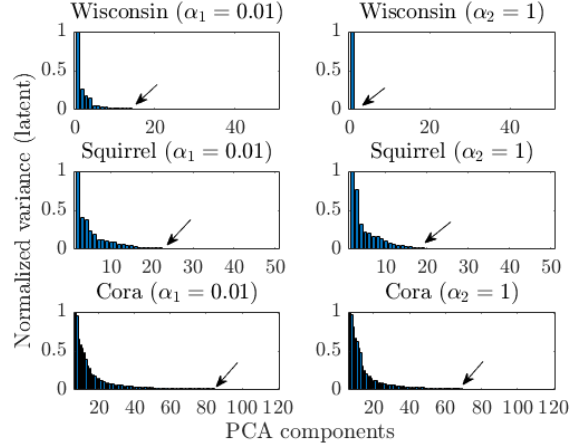 Wisconsin (α₁ = 0.01)
Wisconsin (α₂ = 1)
1
0.5
0
0 20 40
1
0.5
0
0 20 40
Squirrel (α₁ = 0.01)
Squirrel (α₂ = 1)
1
0.5
0
10 20 30 40 50
1
0.5
0
10 20 30 40 50
Cora (α₁ = 0.01)
Cora (α₂ = 1)
1
0.5
0
20 40 60 80 100 120
1
0.5
0
20 40 60 80 100 120
Normalized variance (latent)
PCA components